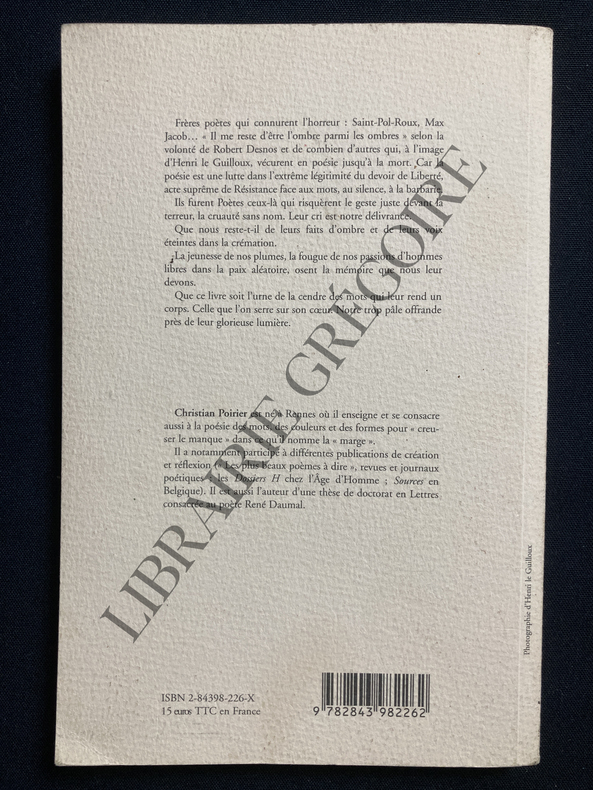 Frères poètes qui connurent l'horreur : Saint-Pol-Roux, Max
Jacob… « Il me reste d'être l'ombre parmi les ombres » selon la
volonté de Robert Desnos et de combien d'autres qui, à l'image
d'Henri le Guilloux, vécurent en poésie jusqu'à la mort. Car la
poésie est une lutte dans l'extrême légitimité du devoir de Liberté,
acte suprême de Résistance face aux mots, au silence, à la barbarie.
Ils furent Poètes ceux-là qui risquèrent le geste juste devant la
terreur, la cruauté sans nom. Leur cri est notre délivrance.
Que nous reste-t-il de leurs faits d'ombre et de leurs voix
éteintes dans la crémation.
La jeunesse de nos plumes, la fougue de nos passions d'hommes
libres dans la paix aléatoire, osent la mémoire que nous leur
devons.
Que ce livre soit l'urne de la cendre des mots qui leur rend un
corps. Celle que l'on serre sur son cœur. Notre trop pâle offrande
près de leur glorieuse lumière.
Christian Poirier est né à Rennes où il enseigne et se consacre
aussi à la poésie des mots, des couleurs et des formes pour « creu-
ser le manque » dans ce qu'il nomme la « marge ».
Il a notamment participé à différentes publications de création
et réflexion « Les plus beaux poèmes à dire », revues et journaux
poétiques les Dossiers H chez l'Âge d'Homme ; Sources en
Belgique). Il est aussi l'auteur d'une thèse de doctorat en Lettres
consacrée au poète René Daumal.
Photographie d'Henri le Guilloux
ISBN 2-84398-226-X
15 euros TTC en France
9 782843 982262
LIBRAIRIE GRÉGOIRE